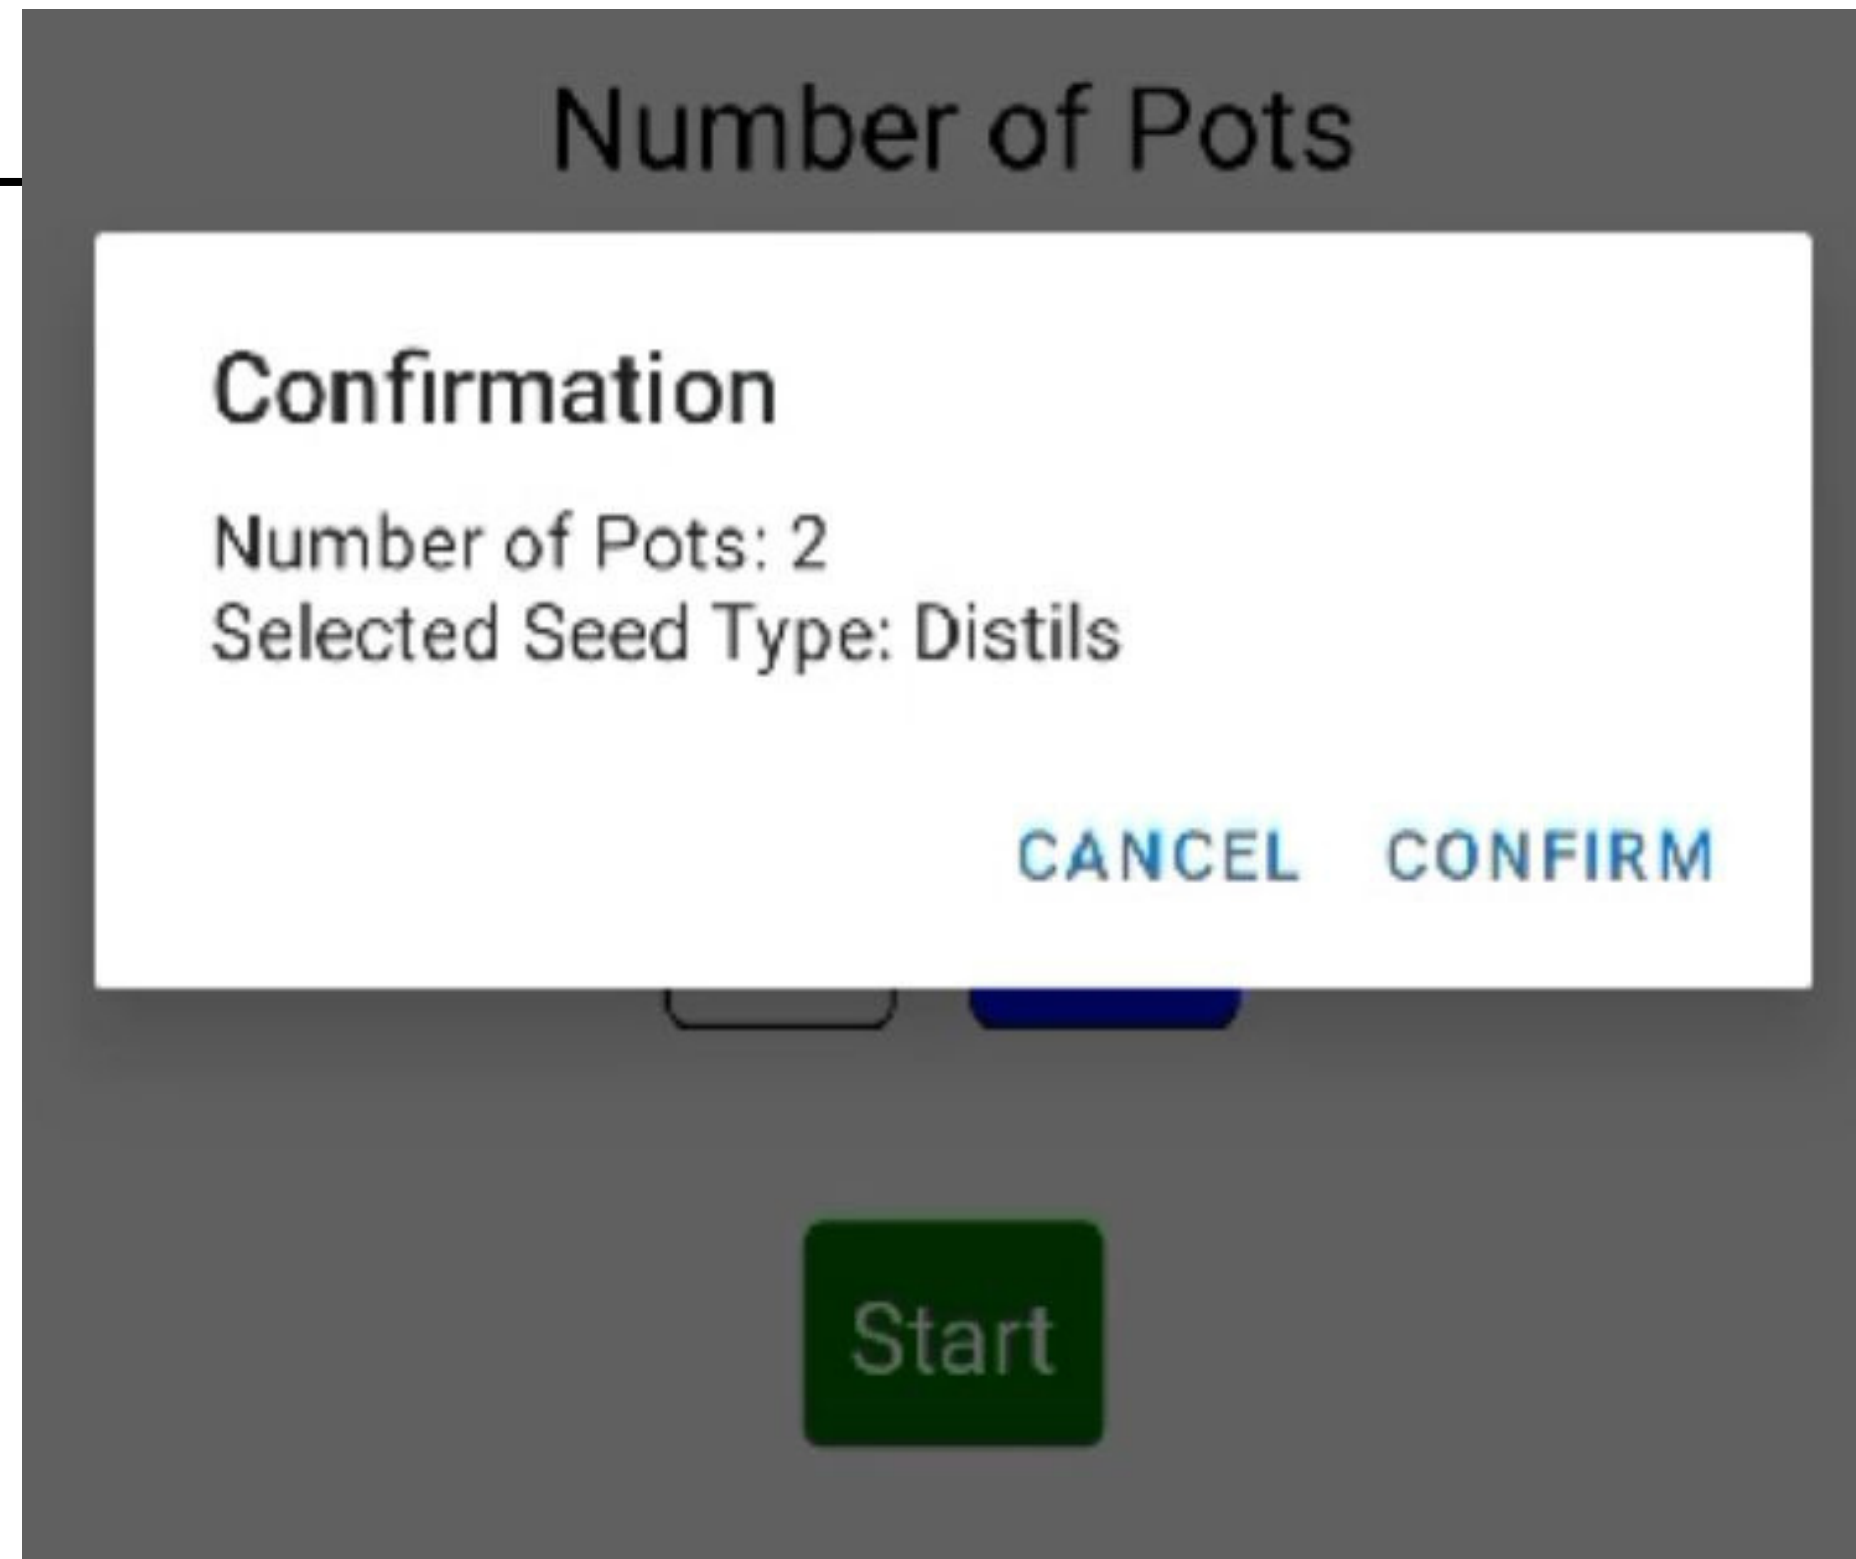 Number of Pots
Confirmation
Number of Pots: 2
Selected Seed Type: Distils
CANCEL CONFIRM
Start